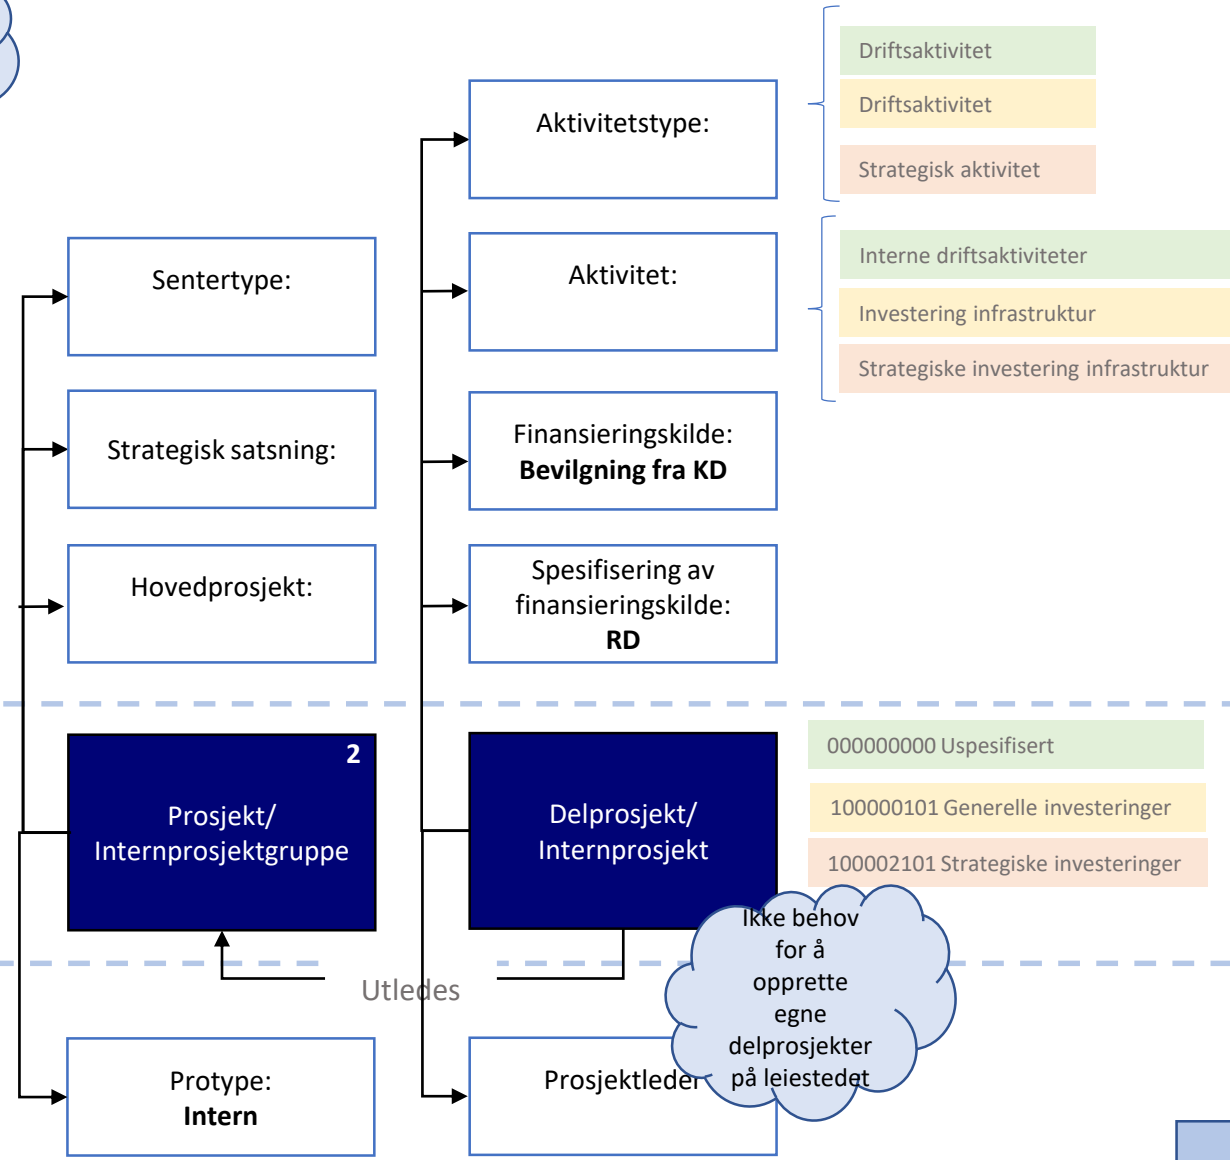 Driftsaktivitet
Driftsaktivitet
Strategisk aktivitet
Aktivitetstype:
Sentertype:
Aktivitet:
Interne driftsaktiviteter
Investering infrastruktur
Strategiske investering infrastruktur
Strategisk satsning:
Finansieringskilde:
Bevilgning fra KD
Hovedprosjekt:
Spesifisering av
finansieringskilde:
RD
2
Prosjekt/
Internprosjektgruppe
Delprosjekt/
Internprosjekt
000000000 Uspesifisert
100000101 Generelle investeringer
100002101 Strategiske investeringer
Ikke behov
for å
opprette
egne
delprosjekter
på leiestedet
Utledes
Protype:
Intern
Prosjektleder